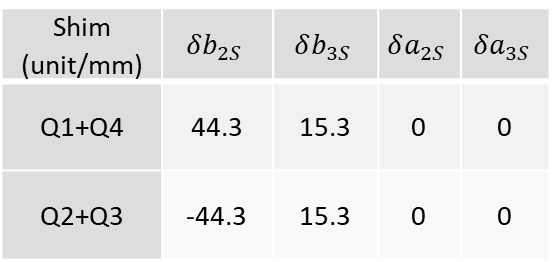 Shim
(unit/mm) δb₂S δb₃S δa₂S δa₃S
Q1+Q4 44.3 15.3 0 0
Q2+Q3 -44.3 15.3 0 0